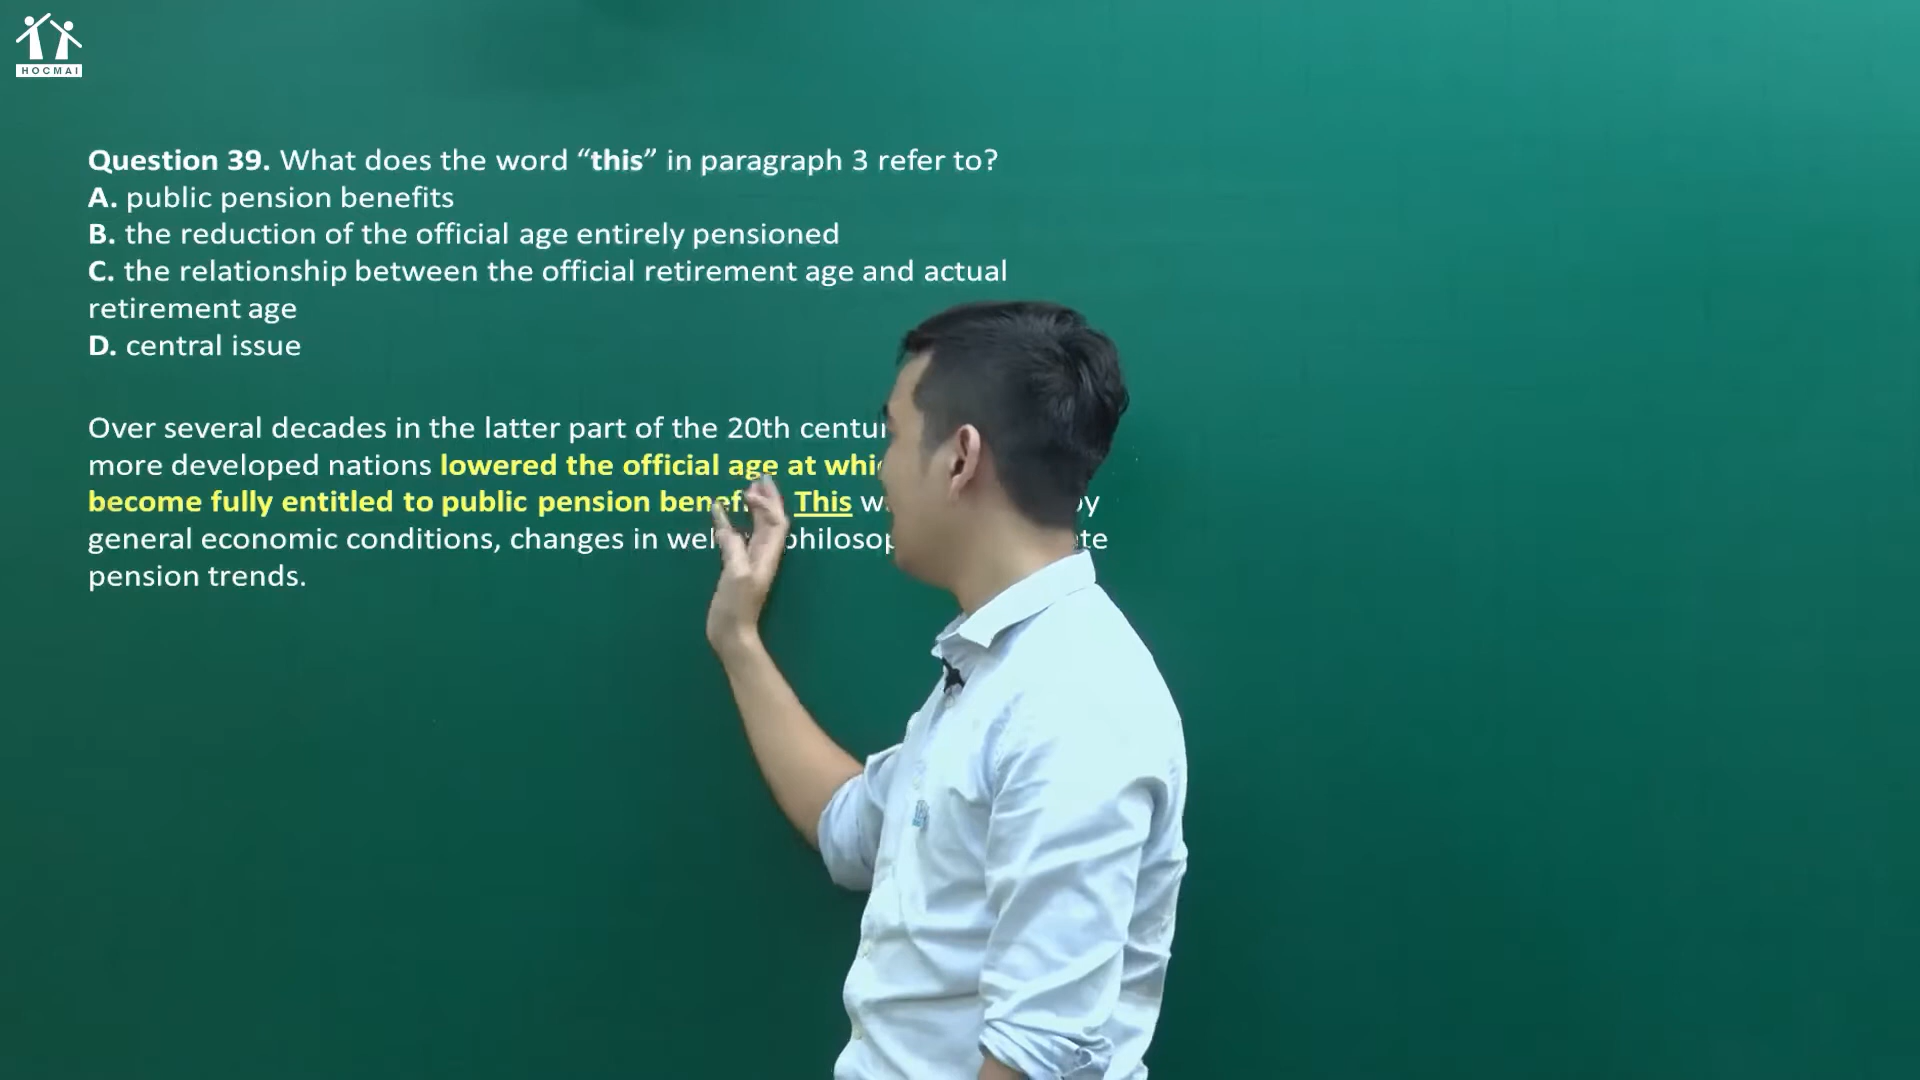 HOCMAI
Question 39. What does the word “this” in paragraph 3 refer to?
A. public pension benefits
B. the reduction of the official age entirely pensioned
C. the relationship between the official retirement age and actual
retirement age
D. central issue
Over several decades in the latter part of the 20th
more developed nations lowered the official age at
become fully entitled to public pension This
general economic conditions, changes in
pension trends.